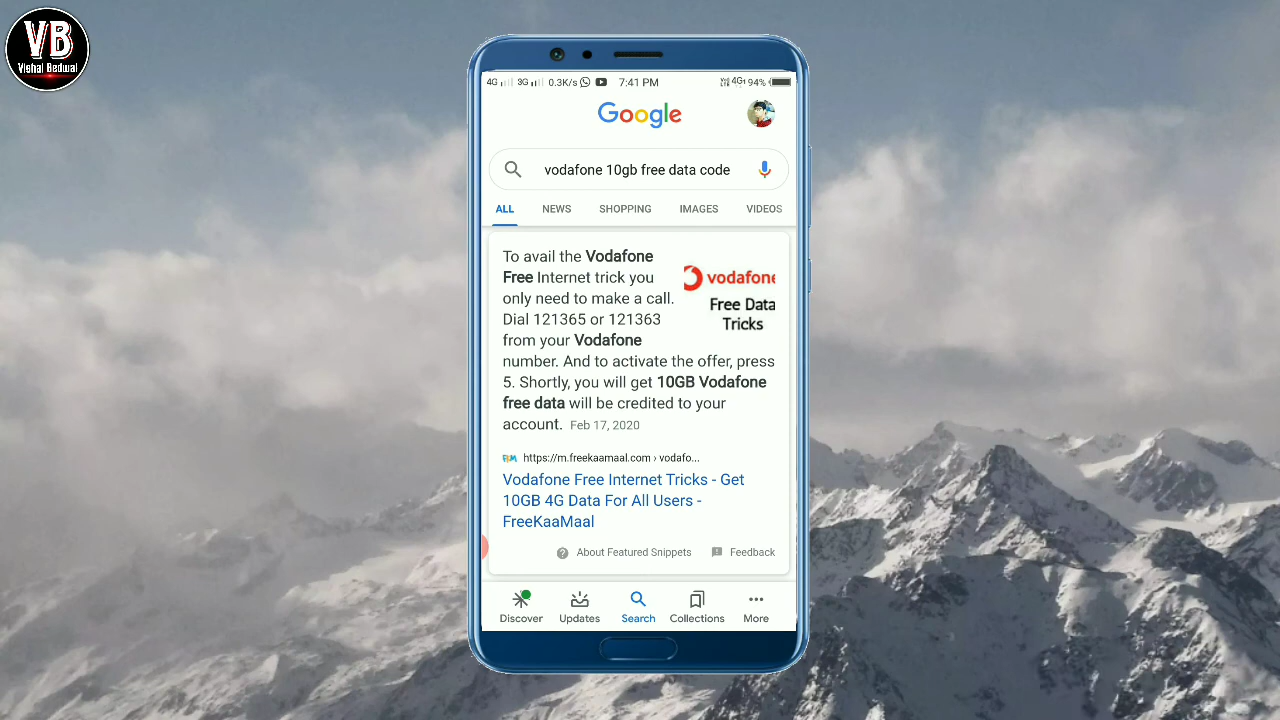 VB
Vishal Bedwal
4G 3G 0.3K/s 7:41 PM 4G 94%
Google
vodafone 10gb free data code
ALL NEWS SHOPPING IMAGES VIDEOS
To avail the Vodafone
Free Internet trick you
only need to make a call.
Dial 121365 or 121363
from your Vodafone
number. And to activate the offer, press
5. Shortly, you will get 10GB Vodafone
free data will be credited to your
account. Feb 17, 2020
vodafone
Free Data
Tricks
https://m.freekaamaal.com › vodafo...
Vodafone Free Internet Tricks - Get
10GB 4G Data For All Users -
FreeKaaMaal
About Featured Snippets Feedback
Discover Updates Search Collections More